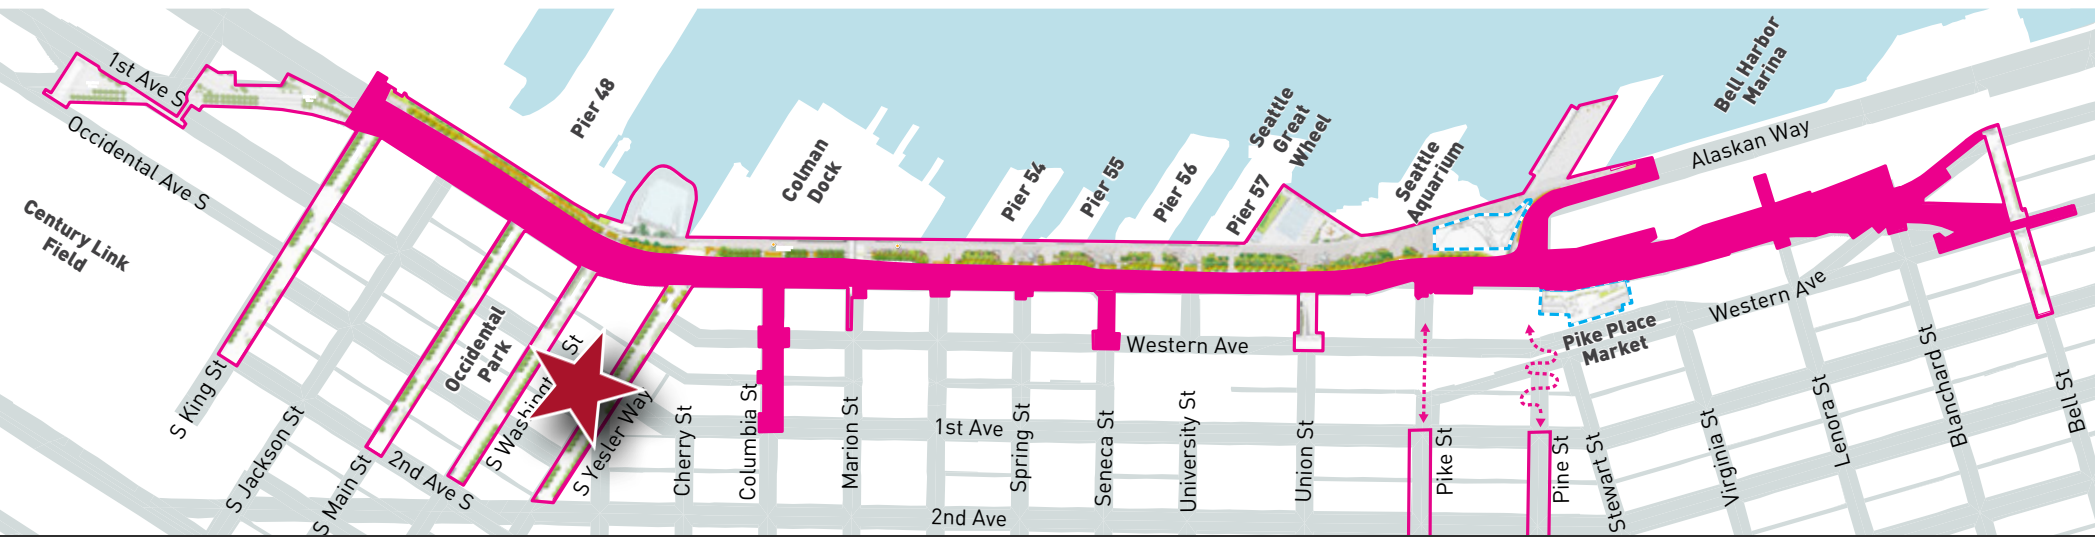 1st Ave S
Occidental Ave S
Century Link
Field
S King St
S Jackson St
S Main St
2nd Ave S
Occidental
Park
St
S Yesler Way
Pier 48
Colman
Dock
Pier 54
Pier 55
Pier 56
Pier 57
Seattle
Great
Wheel
Seattle
Aquarium
Bell Harbor
Marina
Alaskan Way
Western Ave
Western Ave
Pike Place
Market
Cherry St
Columbia St
Marion St
1st Ave
2nd Ave
Spring St
Seneca St
University St
Union St
Pike St
Pine St
Stewart St
Virginia St
Lenora St
Blanchard St
Bell St